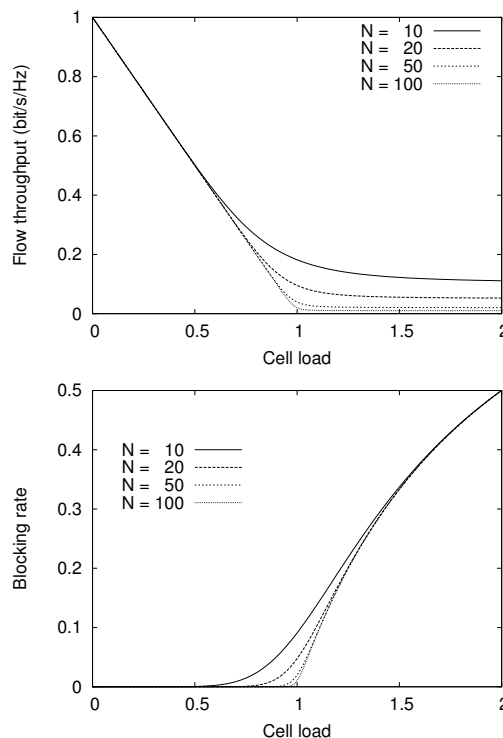 1
0.8
0.6
0.4
0.2
0
Flow throughput (bit/s/Hz)
N = 10
N = 20
N = 50
N = 100
0 0.5 1 1.5 2
Cell load
0.5
0.4
0.3
0.2
0.1
0
Blocking rate
N = 10
N = 20
N = 50
N = 100
0 0.5 1 1.5 2
Cell load